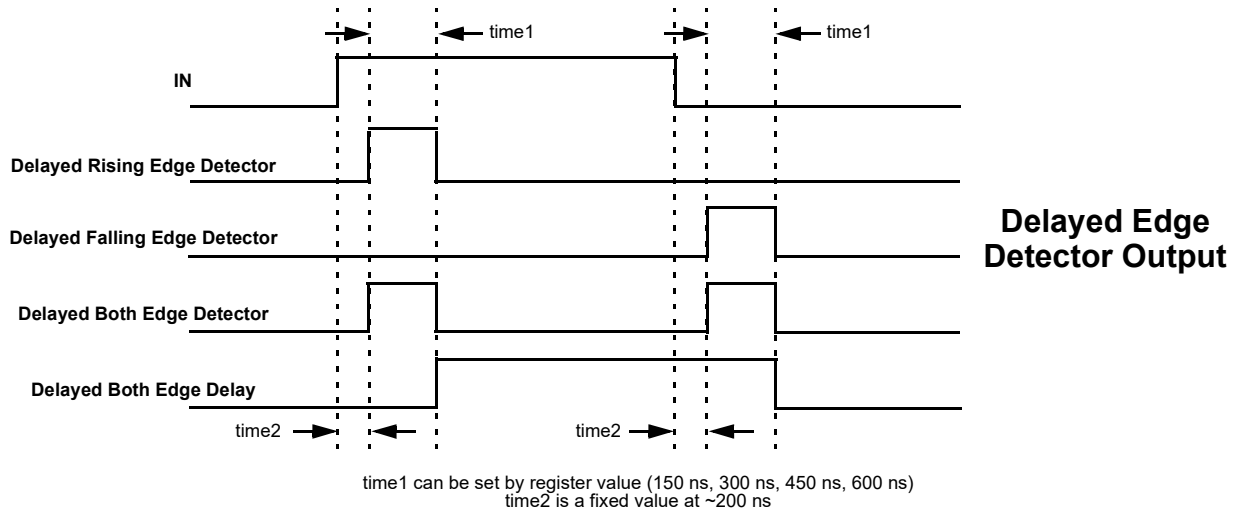 time1
time1
IN
Delayed Rising Edge Detector
Delayed Falling Edge Detector
Delayed Edge
Detector Output
Delayed Both Edge Detector
Delayed Both Edge Delay
time2
time2
time1 can be set by register value (150 ns, 300 ns, 450 ns, 600 ns)
time2 is a fixed value at ~200 ns